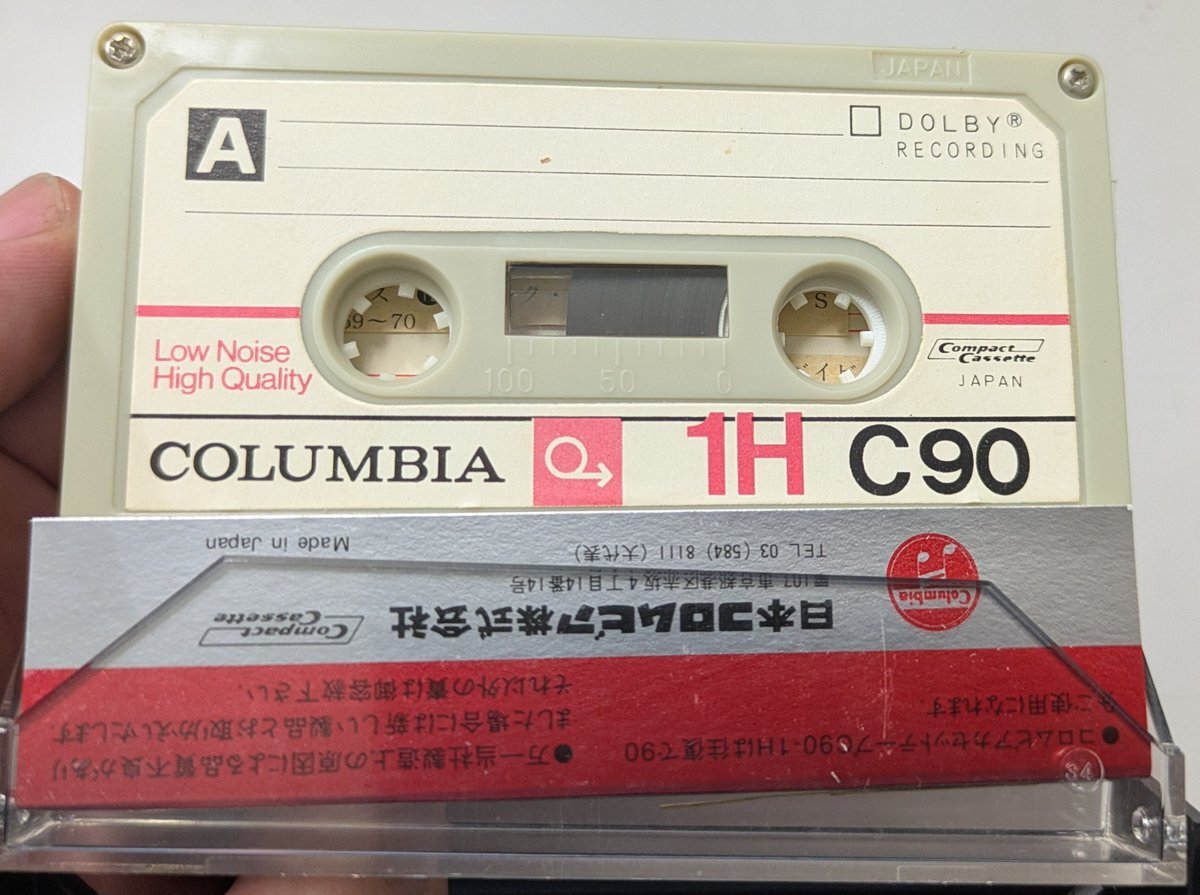 JAPAN
A
DOLBY®
RECORDING
ス
69〜70
ク・
S
イビ
100 50 0
Low Noise
High Quality
Compact
Cassette
JAPAN
COLUMBIA 1H C90
Columbia
日本コロムビア株式会社
〒107 東京都港区赤坂4丁目14番14号
TEL 03 (584) 8111 (大代表)
Compact
Cassette
Made in Japan
●コロムビアカセットテープC90-1Hは往復で90
分ご使用になれます.
●万一当社製造上の原因による品質不良があり
ました場合には新しい製品とお取りかえいたします.
それ以外の責は御容赦下さい.
S4